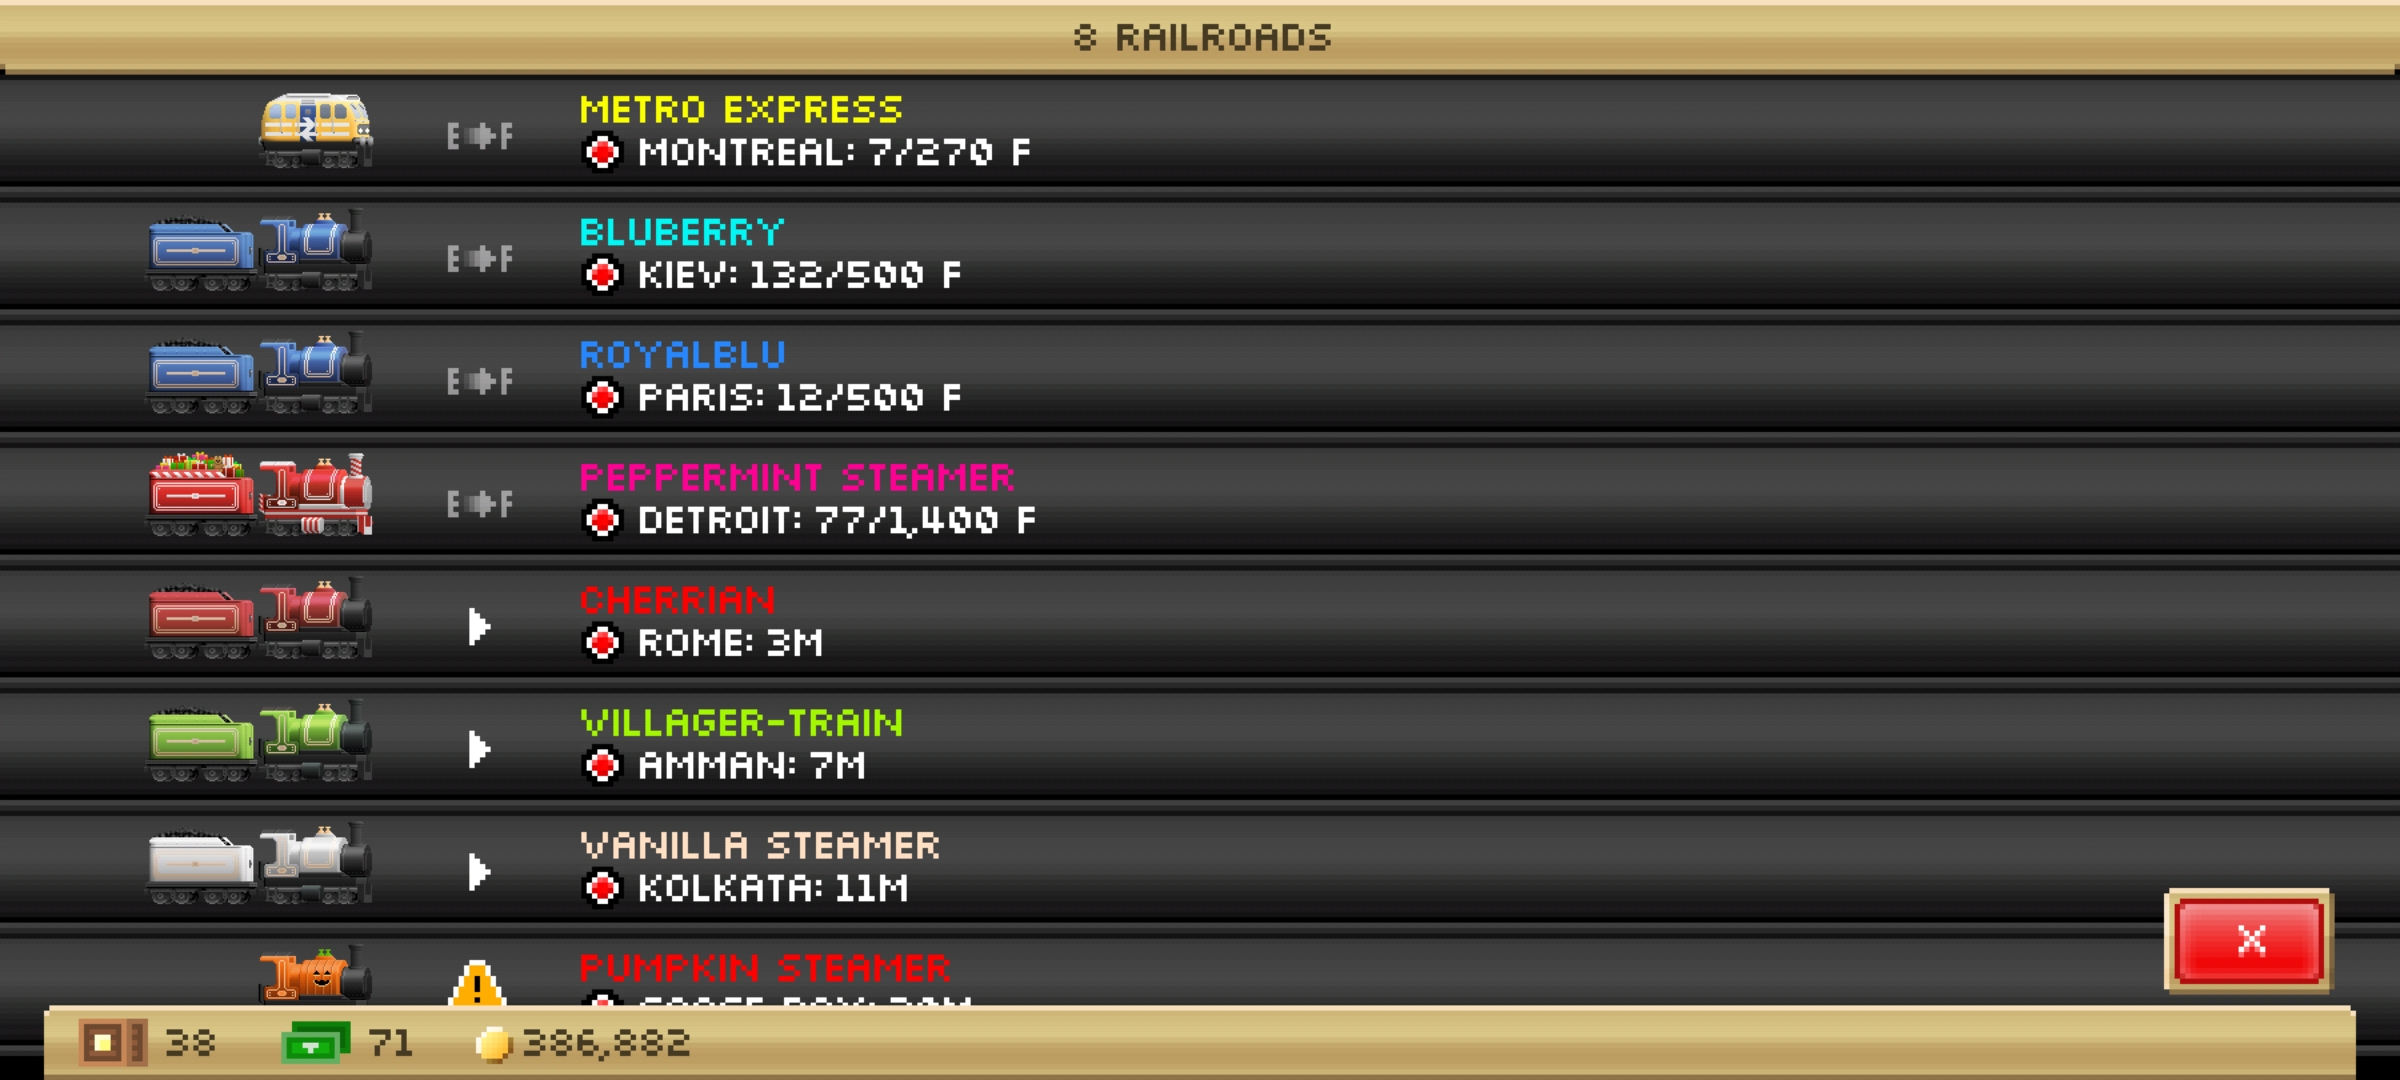 8 RAILROADS
METRO EXPRESS
E F
MONTREAL: 7/270 F
BLUBERRY
E F
KIEV: 132/500 F
ROYALBLU
E F
PARIS: 12/500 F
PEPPERMINT STEAMER
E F
DETROIT: 77/1,400 F
CHERRIAN
ROME: 3M
VILLAGER-TRAIN
AMMAN: 7M
VANILLA STEAMER
KOLKATA: 11M
X
PUMPKIN STEAMER
38 71 386,882